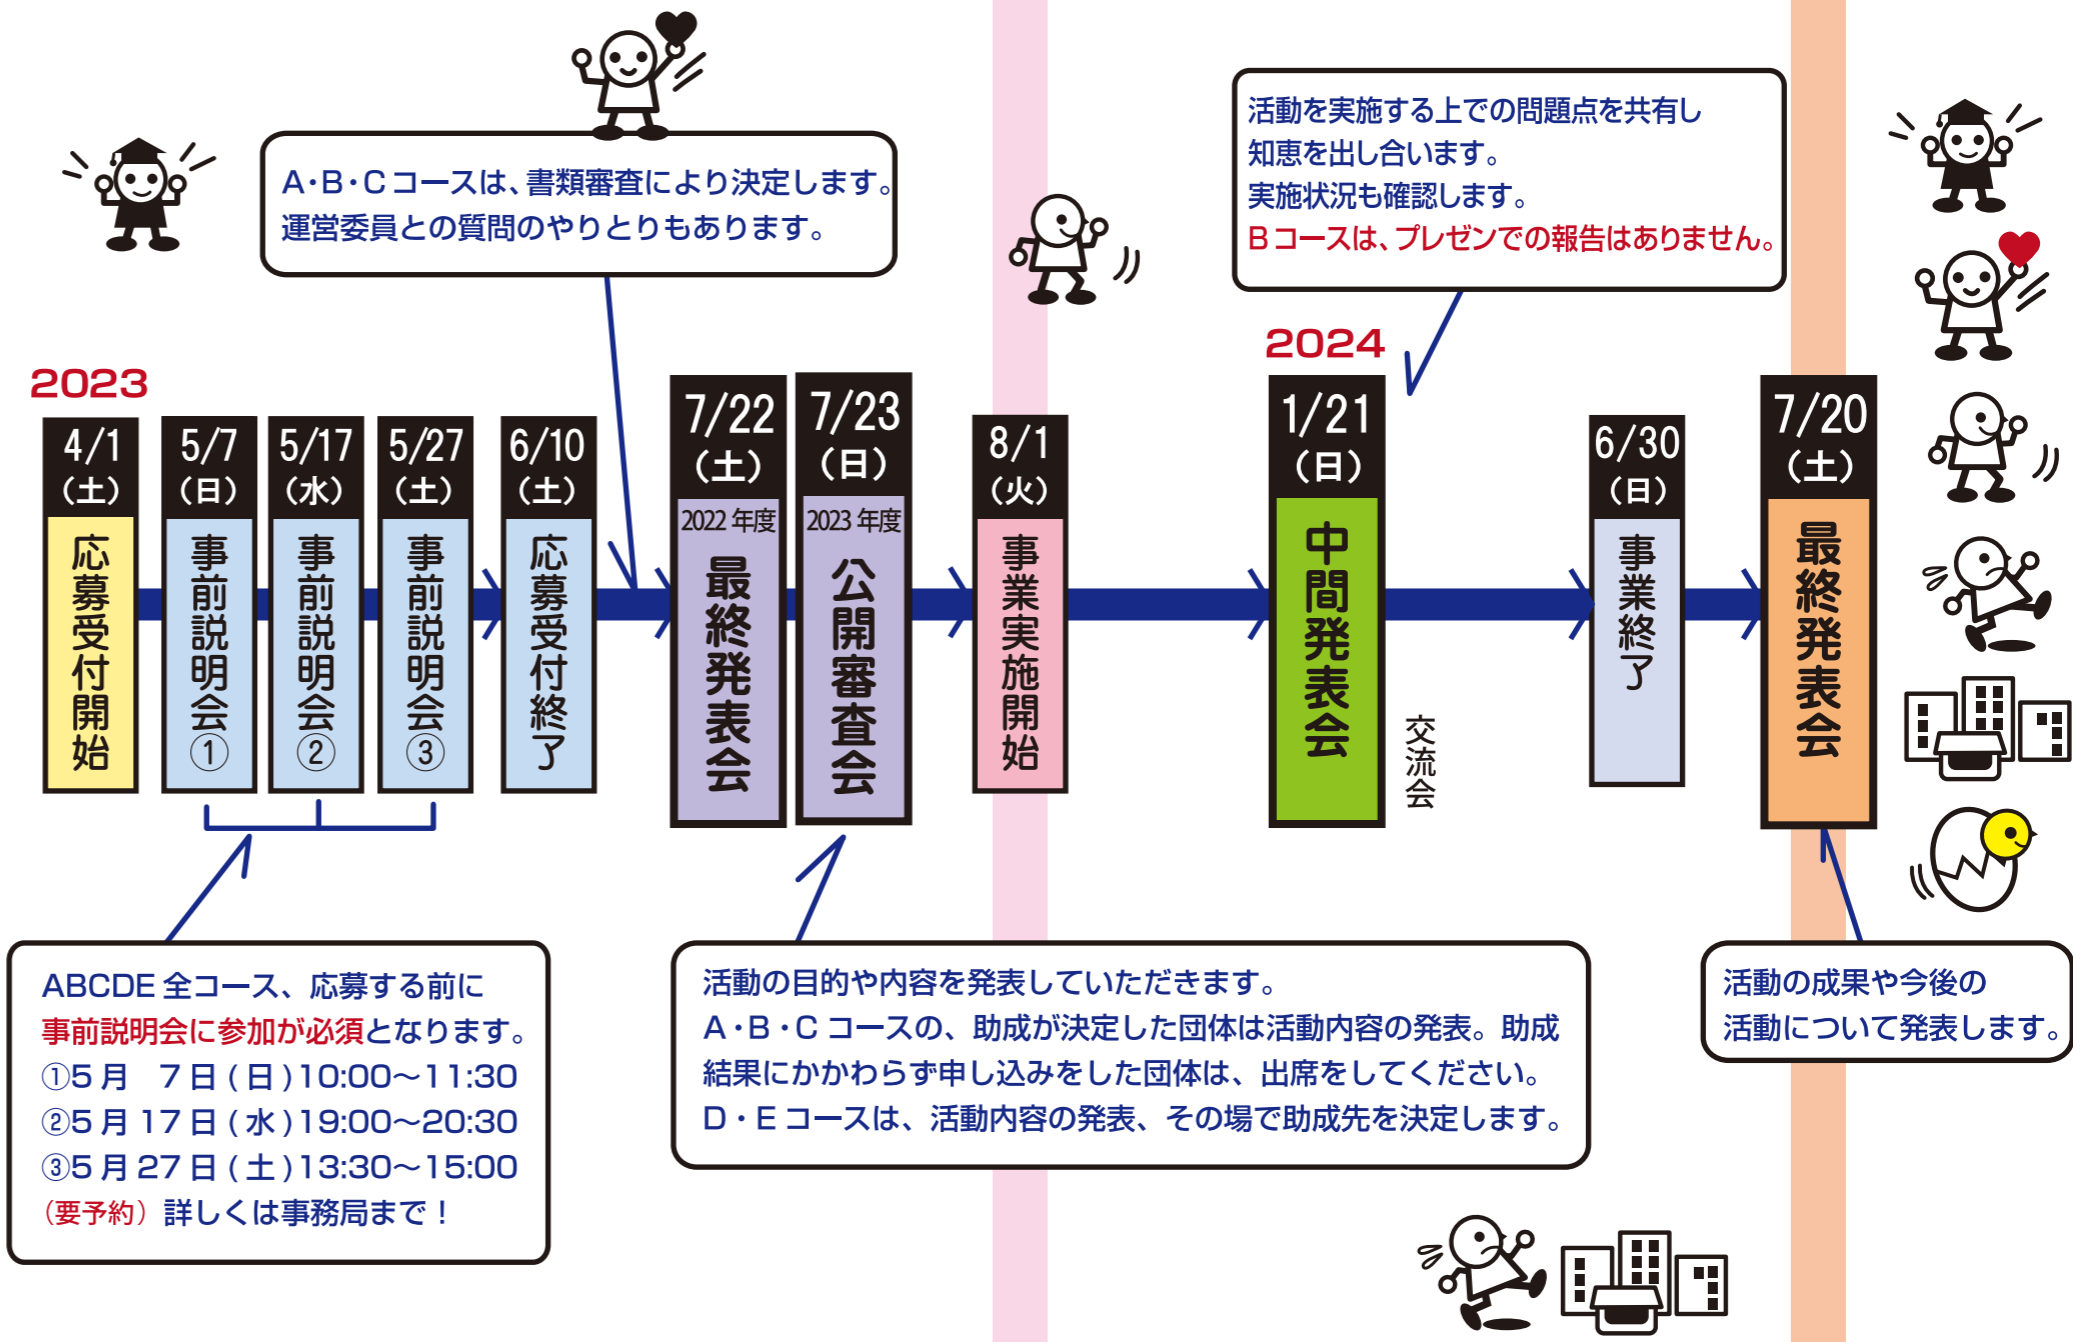 A・B・Cコースは、書類審査により決定します。
運営委員との質問のやりとりもあります。
活動を実施する上での問題点を共有し
知恵を出し合います。
実施状況も確認します。
Bコースは、プレゼンでの報告はありません。
2023
4/1
（土）
応募受付開始
5/7
（日）
事前説明会①
5/17
（水）
事前説明会②
5/27
（土）
事前説明会③
6/10
（土）
応募受付終了
7/22
（土）
2022 年度
最終発表会
7/23
（日）
2023 年度
公開審査会
8/1
（火）
事業実施開始
2024
1/21
（日）
中間発表会
交流会
6/30
（日）
事業終了
7/20
（土）
最終発表会
ABCDE 全コース、応募する前に
事前説明会に参加が必須となります。
①5月　7日(日)10:00～11:30
②5月17日(水)19:00～20:30
③5月27日(土)13:30～15:00
（要予約）詳しくは事務局まで！
活動の目的や内容を発表していただきます。
A・B・Cコースの、助成が決定した団体は活動内容の発表。助成
結果にかかわらず申し込みをした団体は、出席をしてください。
D・Eコースは、活動内容の発表、その場で助成先を決定します。
活動の成果や今後の
活動について発表します。